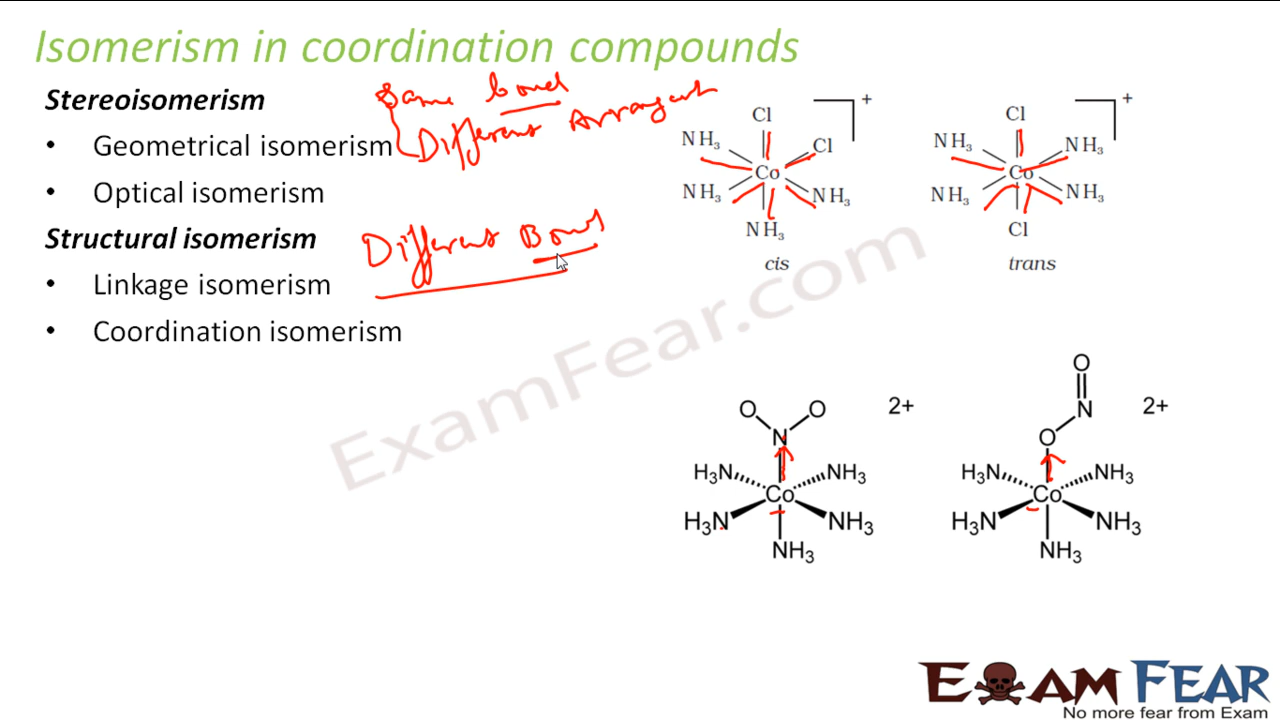 Isomerism in coordination compounds
Stereoisomerism
• Geometrical isomerism
• Optical isomerism
Structural isomerism
• Linkage isomerism
• Coordination isomerism
Same bond
Different Arrangent
Different Bond
Cl
+
NH₃
Cl
Co
NH₃
NH₃
NH₃
cis
Cl
+
NH₃
NH₃
Co
NH₃
NH₃
Cl
trans
O O
2+
N
H₃N NH₃
Co
H₃N NH₃
NH₃
O
N
2+
O
H₃N NH₃
Co
H₃N NH₃
NH₃
ExamFear.com
EXAM FEAR
No more fear from Exam